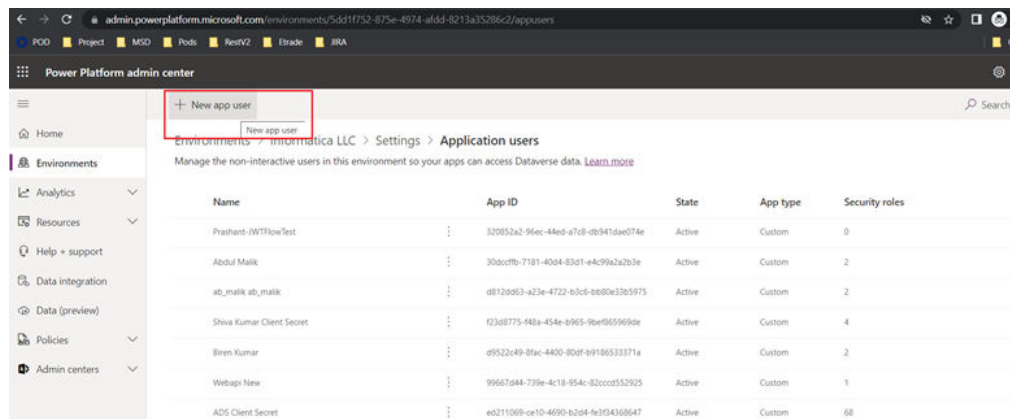 admin.powerplatform.microsoft.com/environments/5dd1f752-875e-4974-afdd-8213a35286c2/appusers
POD Project MSD Pods RestV2 Etrade JIRA
Power Platform admin center
+ New app user
Search
New app user
Home
Environments > Informatica LLC > Settings > Application users
Environments
Manage the non-interactive users in this environment so your apps can access Dataverse data. Learn more
Analytics
Name App ID State App type Security roles
Resources
Prashant-JWTFlowTest 320852a2-96ec-44ed-a7c8-db941dae074e Active Custom 0
Help + support
Abdul Malik 30dccffb-7181-40d4-83d1-e4c99a2a2b3e Active Custom 2
Data integration
ab_malik ab_malik d812dd63-a23e-4722-b3c6-bb80e33b5975 Active Custom 2
Data (preview)
Shiva Kumar Client Secret f23d8775-f48a-454e-b965-9bef865969de Active Custom 4
Policies
Biren Kumar d9522c49-8fac-4400-80df-b9186533371a Active Custom 2
Admin centers
Webapi New 99667d44-739e-4c18-954c-82cccd552925 Active Custom 1
ADS Client Secret ed211069-ce10-4690-b2d4-fe3f34368647 Active Custom 68